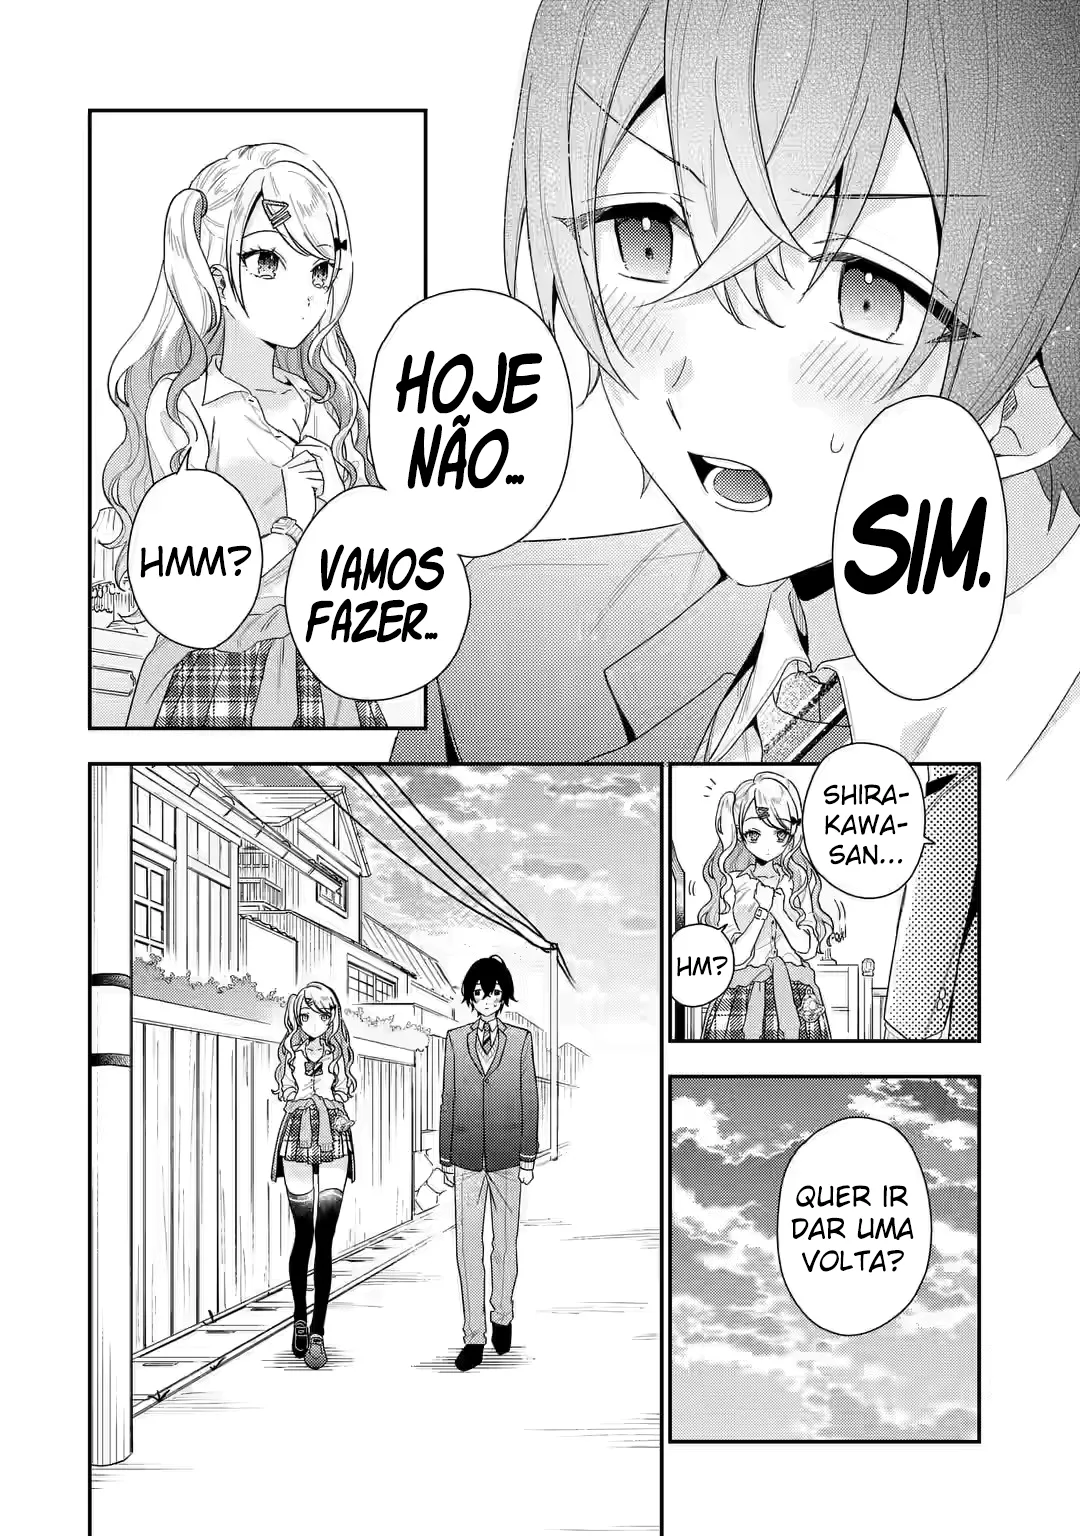 SIM.
HOJE
NÃO...
VAMOS
FAZER...
HMM?
SHIRA-
KAWA-
SAN...
HM?
QUER IR
DAR UMA
VOLTA?